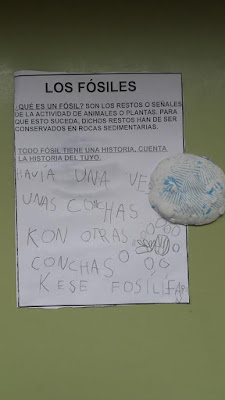 LOS FÓSILES
¿QUÉ ES UN FÓSIL? SON LOS RESTOS O SEÑALES
DE LA ACTIVIDAD DE ANIMALES O PLANTAS. PARA
QUE ESTO SUCEDA, DICHOS RESTOS HAN DE SER
CONSERVADOS EN ROCAS SEDIMENTARIAS.
TODO FÓSIL TIENE UNA HISTORIA, CUENTA
LA HISTORIA DEL TUYO.
HAVIA UNA VE
UNAS CONCHAS
KON OTRAS
CONCHAS
KESE FOSILIFA